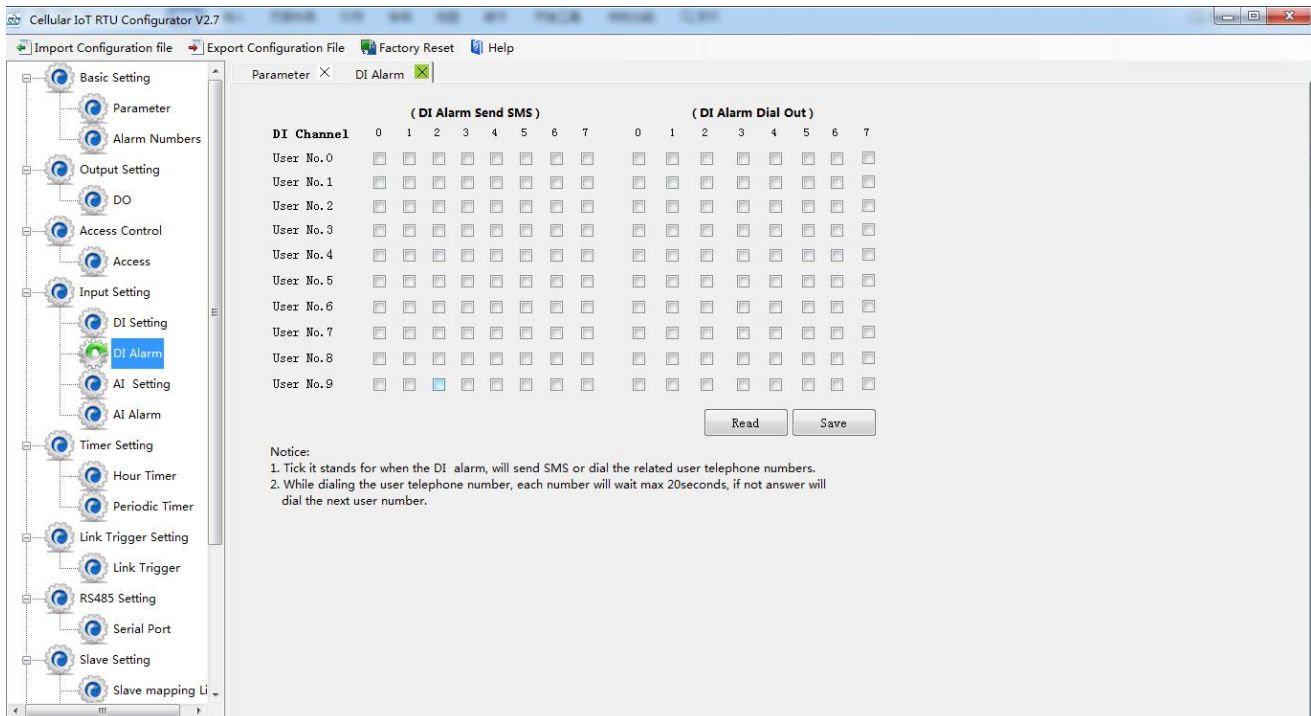 Cellular IoT RTU Configurator V2.7
Import Configuration file Export Configuration File Factory Reset Help
Basic Setting
Parameter
Alarm Numbers
Output Setting
DO
Access Control
Access
Input Setting
DI Setting
DI Alarm
AI Setting
AI Alarm
Timer Setting
Hour Timer
Periodic Timer
Link Trigger Setting
Link Trigger
RS485 Setting
Serial Port
Slave Setting
Slave mapping Li
Parameter DI Alarm
( DI Alarm Send SMS ) ( DI Alarm Dial Out )
DI Channel 0 1 2 3 4 5 6 7 0 1 2 3 4 5 6 7
User No.0
User No.1
User No.2
User No.3
User No.4
User No.5
User No.6
User No.7
User No.8
User No.9
Read Save
Notice:
1. Tick it stands for when the DI alarm, will send SMS or dial the related user telephone numbers.
2. While dialing the user telephone number, each number will wait max 20seconds, if not answer will
dial the next user number.